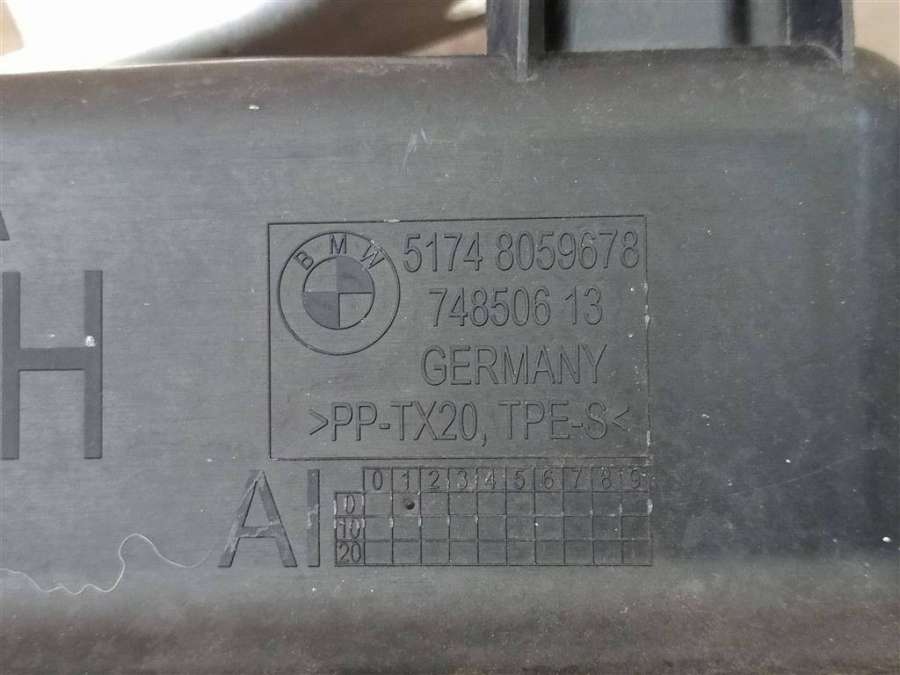 H
BMW
5174 8059678
748506 13
GERMANY
>PP-TX20, TPE-S<
AI
0 1 2 3 4 5 6 7 8 9
0
10
20